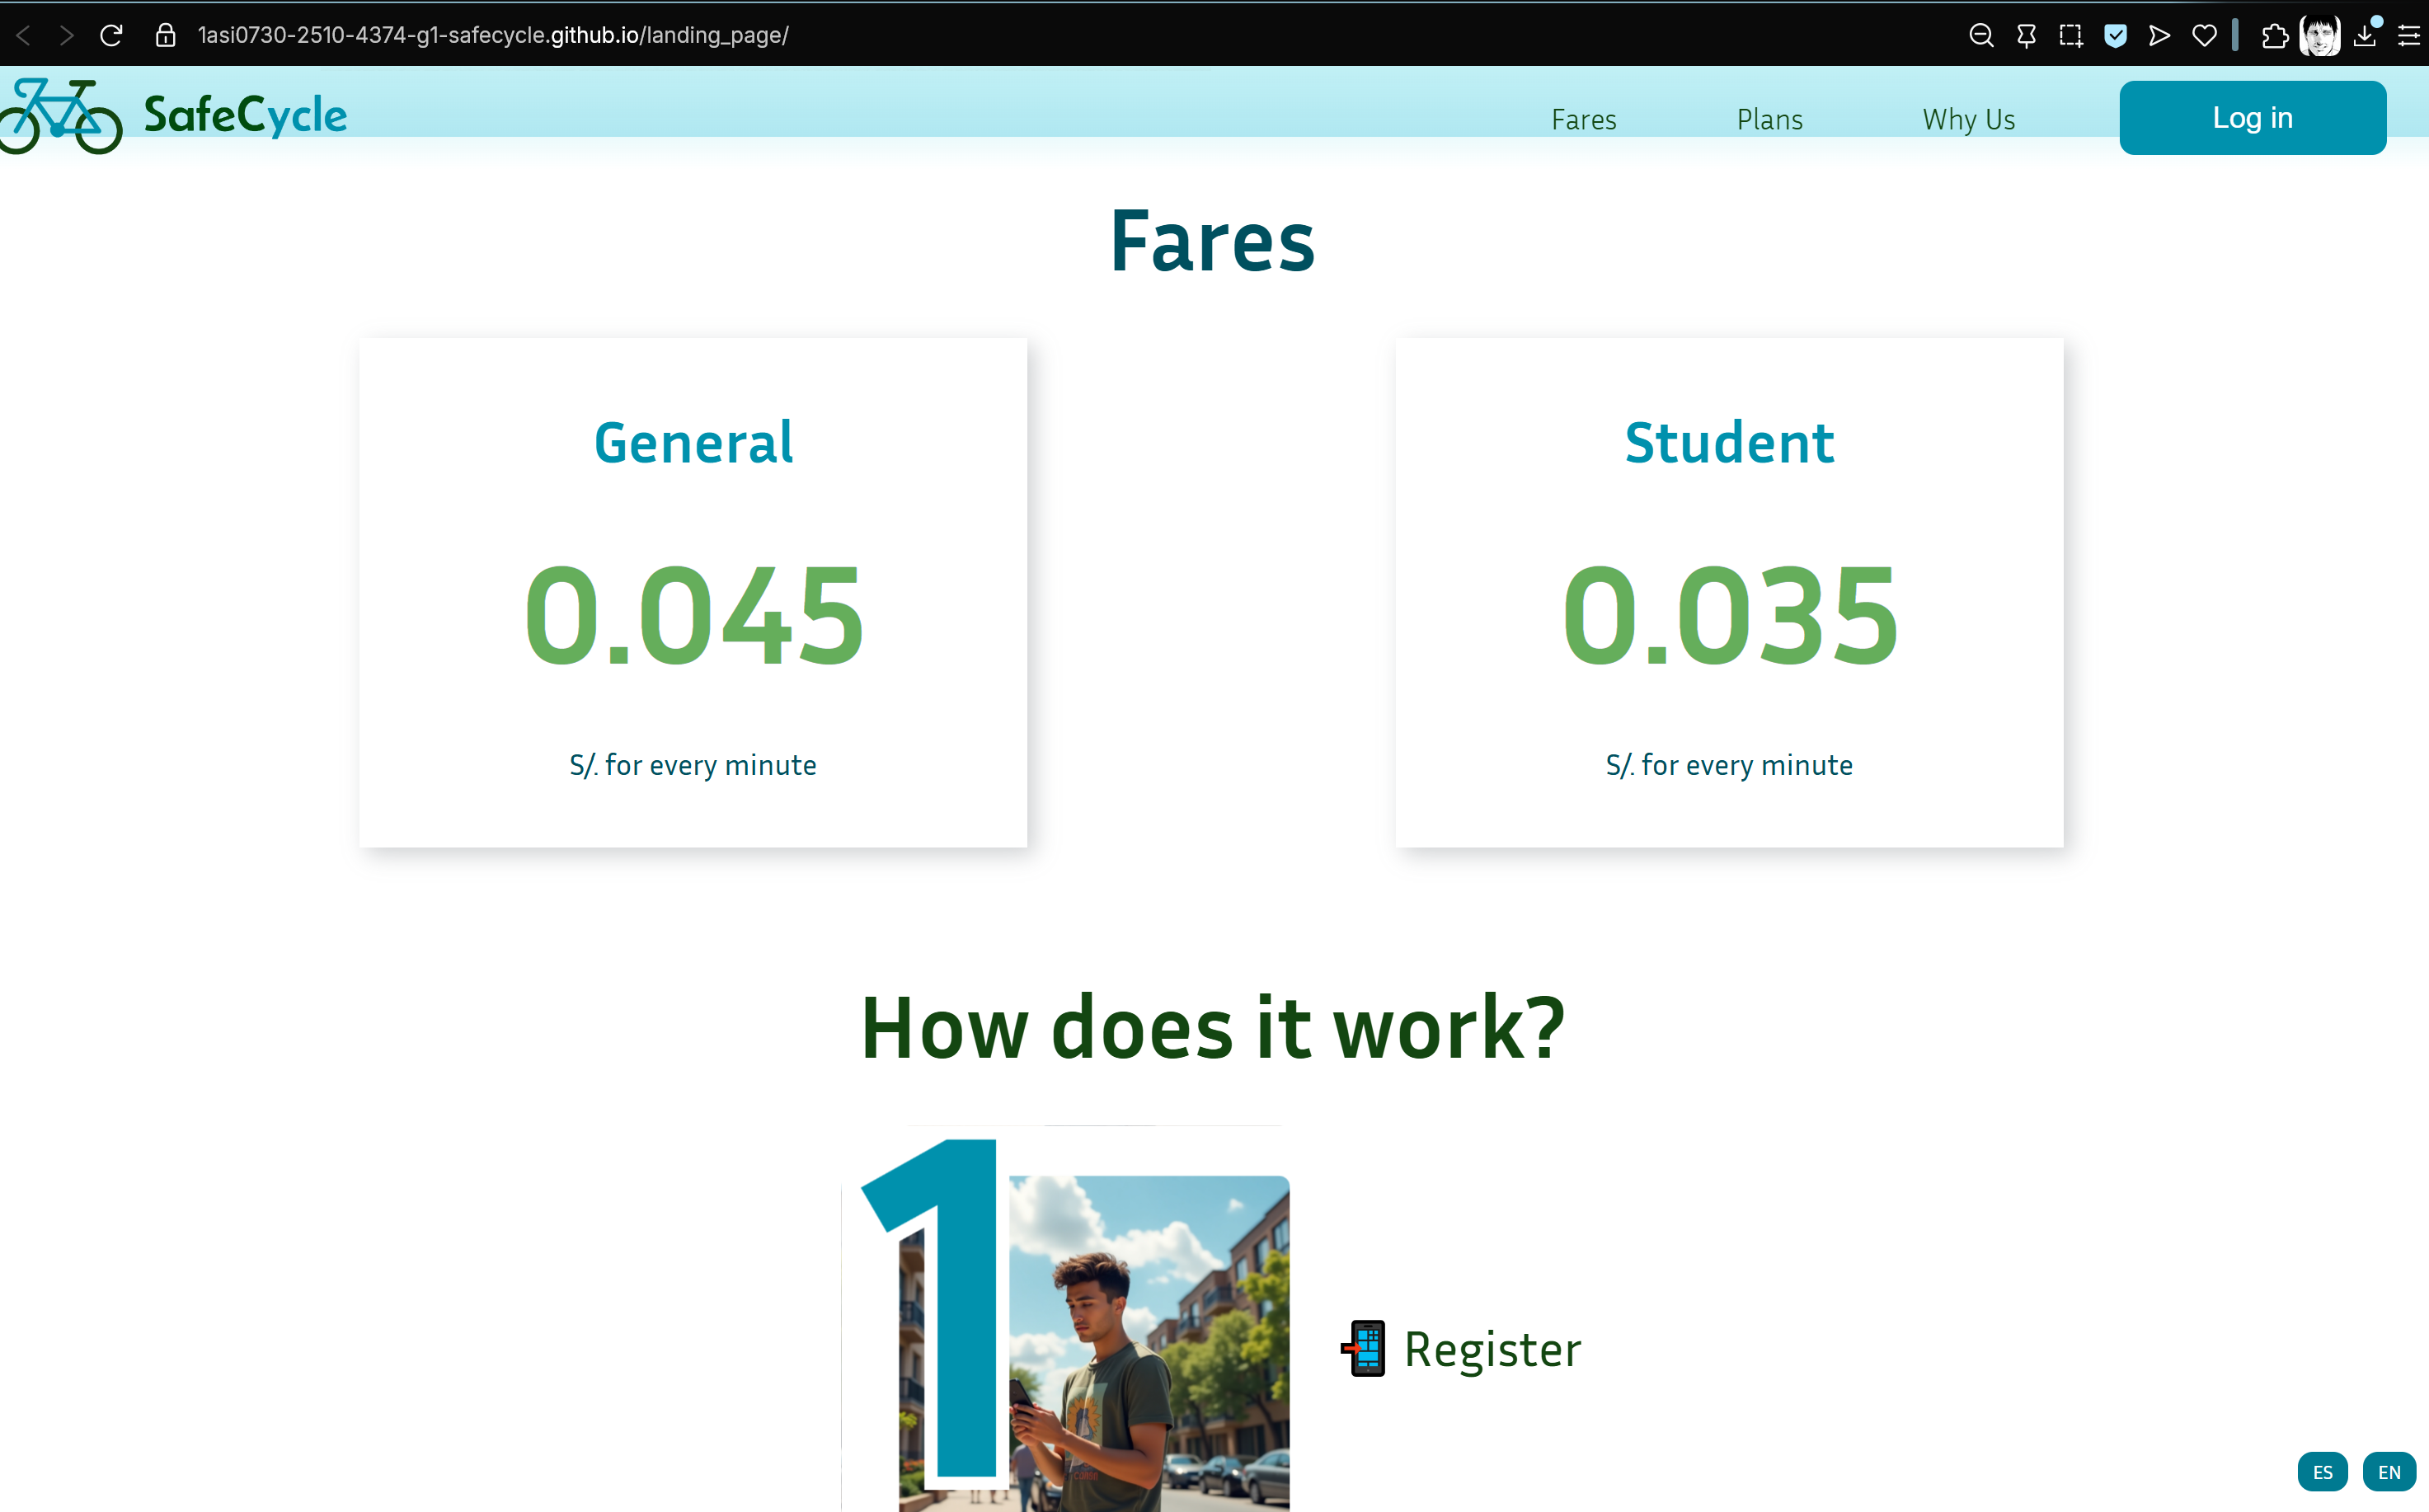 1asi0730-2510-4374-g1-safecycle.github.io/landing_page/
SafeCycle
Fares
Plans
Why Us
Log in
Fares
General
Student
0.045
0.035
S/. for every minute
S/. for every minute
How does it work?
1
Register
ES
EN